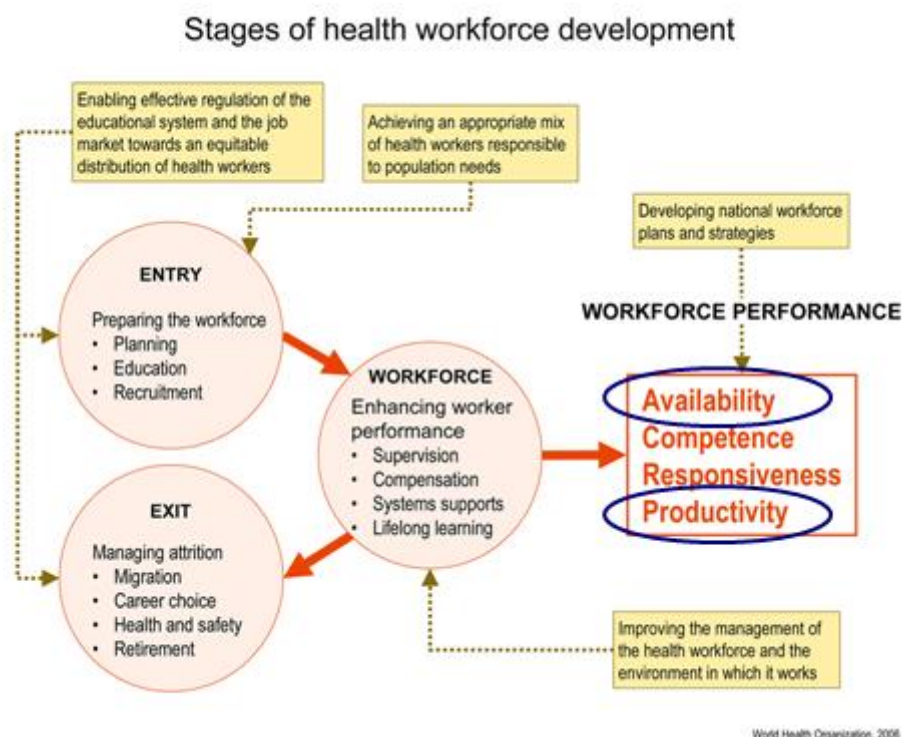 Stages of health workforce development
Enabling effective regulation of the
educational system and the job
market towards an equitable
distribution of health workers
Achieving an appropriate mix
of health workers responsible
to population needs
Developing national workforce
plans and strategies
ENTRY
Preparing the workforce
• Planning
• Education
• Recruitment
WORKFORCE
Enhancing worker
performance
• Supervision
• Compensation
• Systems supports
• Lifelong learning
WORKFORCE PERFORMANCE
Availability
Competence
Responsiveness
Productivity
EXIT
Managing attrition
• Migration
• Career choice
• Health and safety
• Retirement
Improving the management of
the health workforce and the
environment in which it works
World Health Organization, 2006